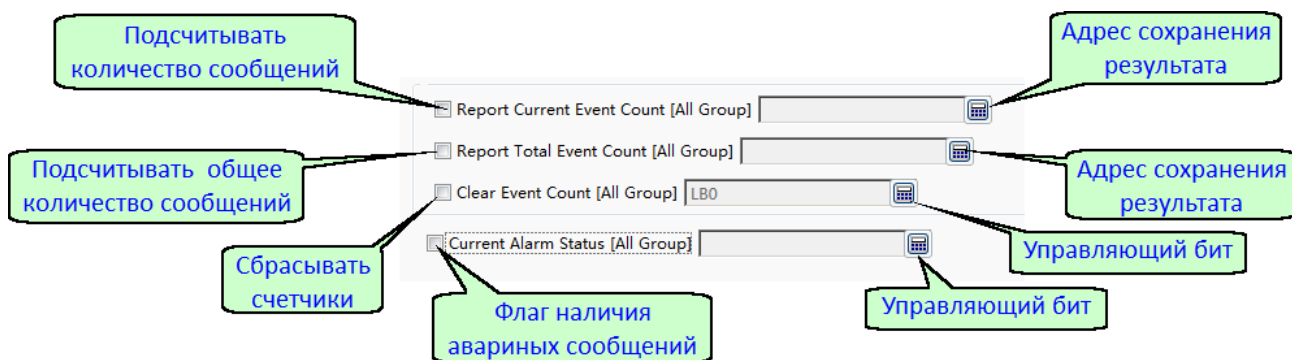 Подсчитывать
количество сообщений
Адрес сохранения
результата
Report Current Event Count [All Group]
Report Total Event Count [All Group]
Подсчитывать общее
количество сообщений
Адрес сохранения
результата
Clear Event Count [All Group] LB0
Current Alarm Status [All Group]
Управляющий бит
Сбрасывать
счетчики
Управляющий бит
Флаг наличия
авариных сообщений